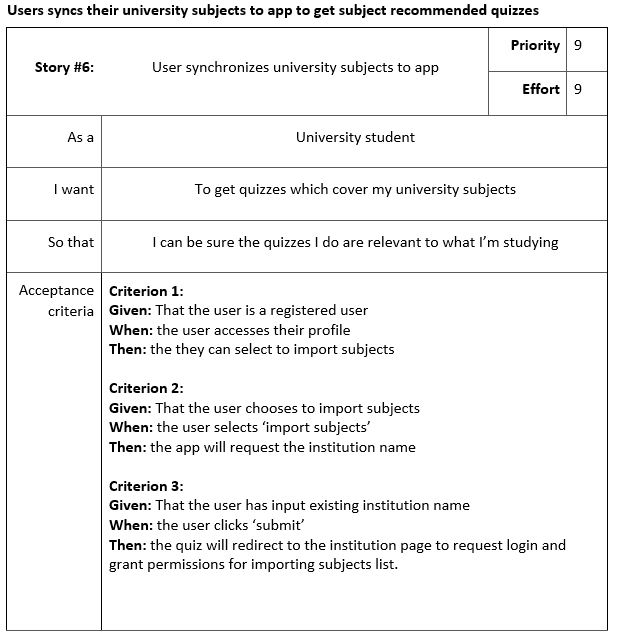 Users syncs their university subjects to app to get subject recommended quizzes
Story #6:
User synchronizes university subjects to app
Priority 9
Effort 9
As a
University student
I want
To get quizzes which cover my university subjects
So that
I can be sure the quizzes I do are relevant to what I’m studying
Acceptance
criteria
Criterion 1:
Given: That the user is a registered user
When: the user accesses their profile
Then: the they can select to import subjects
Criterion 2:
Given: That the user chooses to import subjects
When: the user selects ‘import subjects’
Then: the app will request the institution name
Criterion 3:
Given: That the user has input existing institution name
When: the user clicks ‘submit’
Then: the quiz will redirect to the institution page to request login and
grant permissions for importing subjects list.